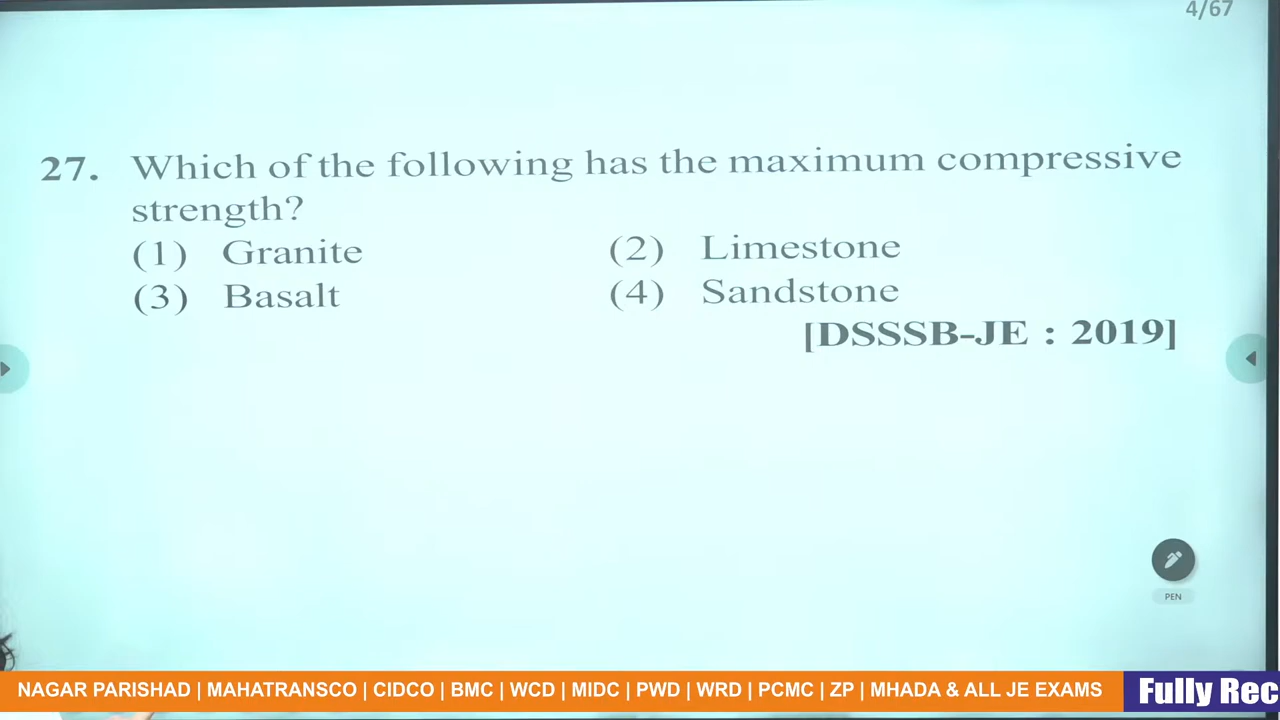 4/67
27. Which of the following has the maximum compressive
strength?
(1) Granite (2) Limestone
(3) Basalt (4) Sandstone
[DSSSB-JE : 2019]
PEN
NAGAR PARISHAD | MAHATRANSCO | CIDCO | BMC | WCD | MIDC | PWD | WRD | PCMC | ZP | MHADA & ALL JE EXAMS Fully Rec